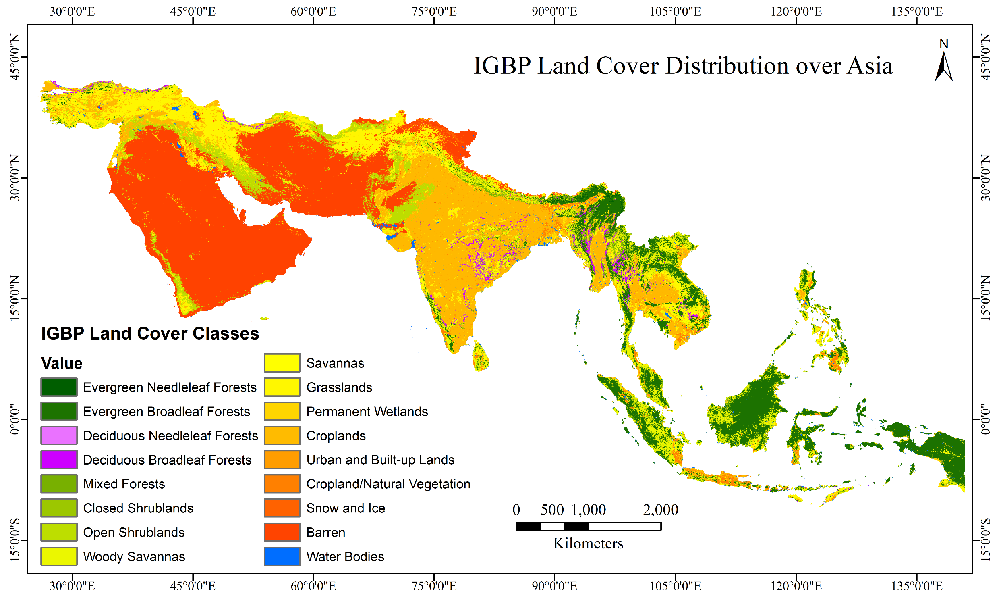 30°0'0"E 45°0'0"E 60°0'0"E 75°0'0"E 90°0'0"E 105°0'0"E 120°0'0"E 135°0'0"E
45°0'0"N
30°0'0"N
15°0'0"N
0°0'0"
15°0'0"S
N
IGBP Land Cover Distribution over Asia
45°0'0"N
30°0'0"N
15°0'0"N
0°0'0"
15°0'0"S
IGBP Land Cover Classes
Value
Evergreen Needleleaf Forests
Evergreen Broadleaf Forests
Deciduous Needleleaf Forests
Deciduous Broadleaf Forests
Mixed Forests
Closed Shrublands
Open Shrublands
Woody Savannas
Savannas
Grasslands
Permanent Wetlands
Croplands
Urban and Built-up Lands
Cropland/Natural Vegetation
Snow and Ice
Barren
Water Bodies
0 500 1,000 2,000
Kilometers
30°0'0"E 45°0'0"E 60°0'0"E 75°0'0"E 90°0'0"E 105°0'0"E 120°0'0"E 135°0'0"E